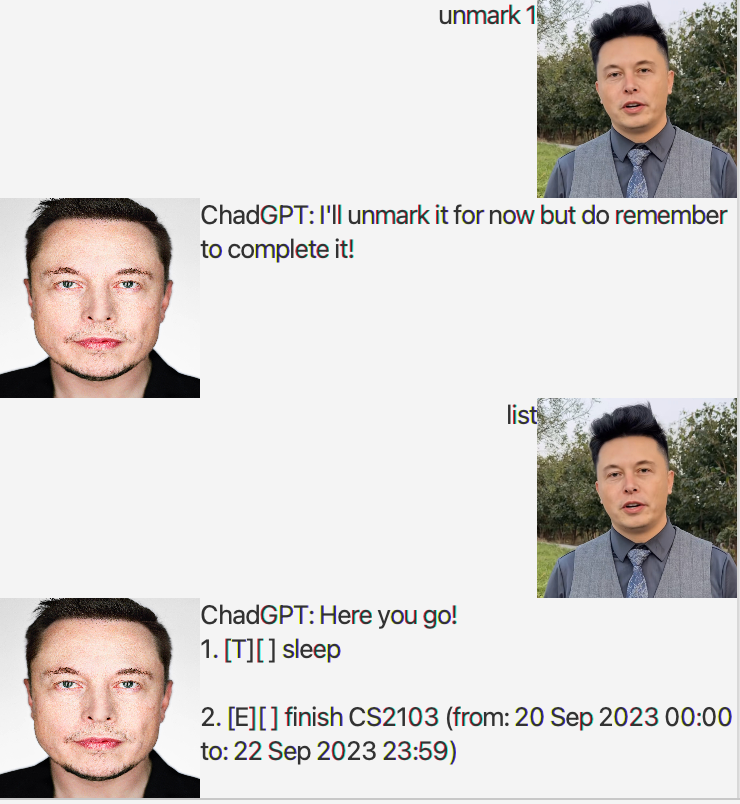 unmark 1
ChadGPT: I'll unmark it for now but do remember
to complete it!
list
ChadGPT: Here you go!
1. [T][ ] sleep
2. [E][ ] finish CS2103 (from: 20 Sep 2023 00:00
to: 22 Sep 2023 23:59)